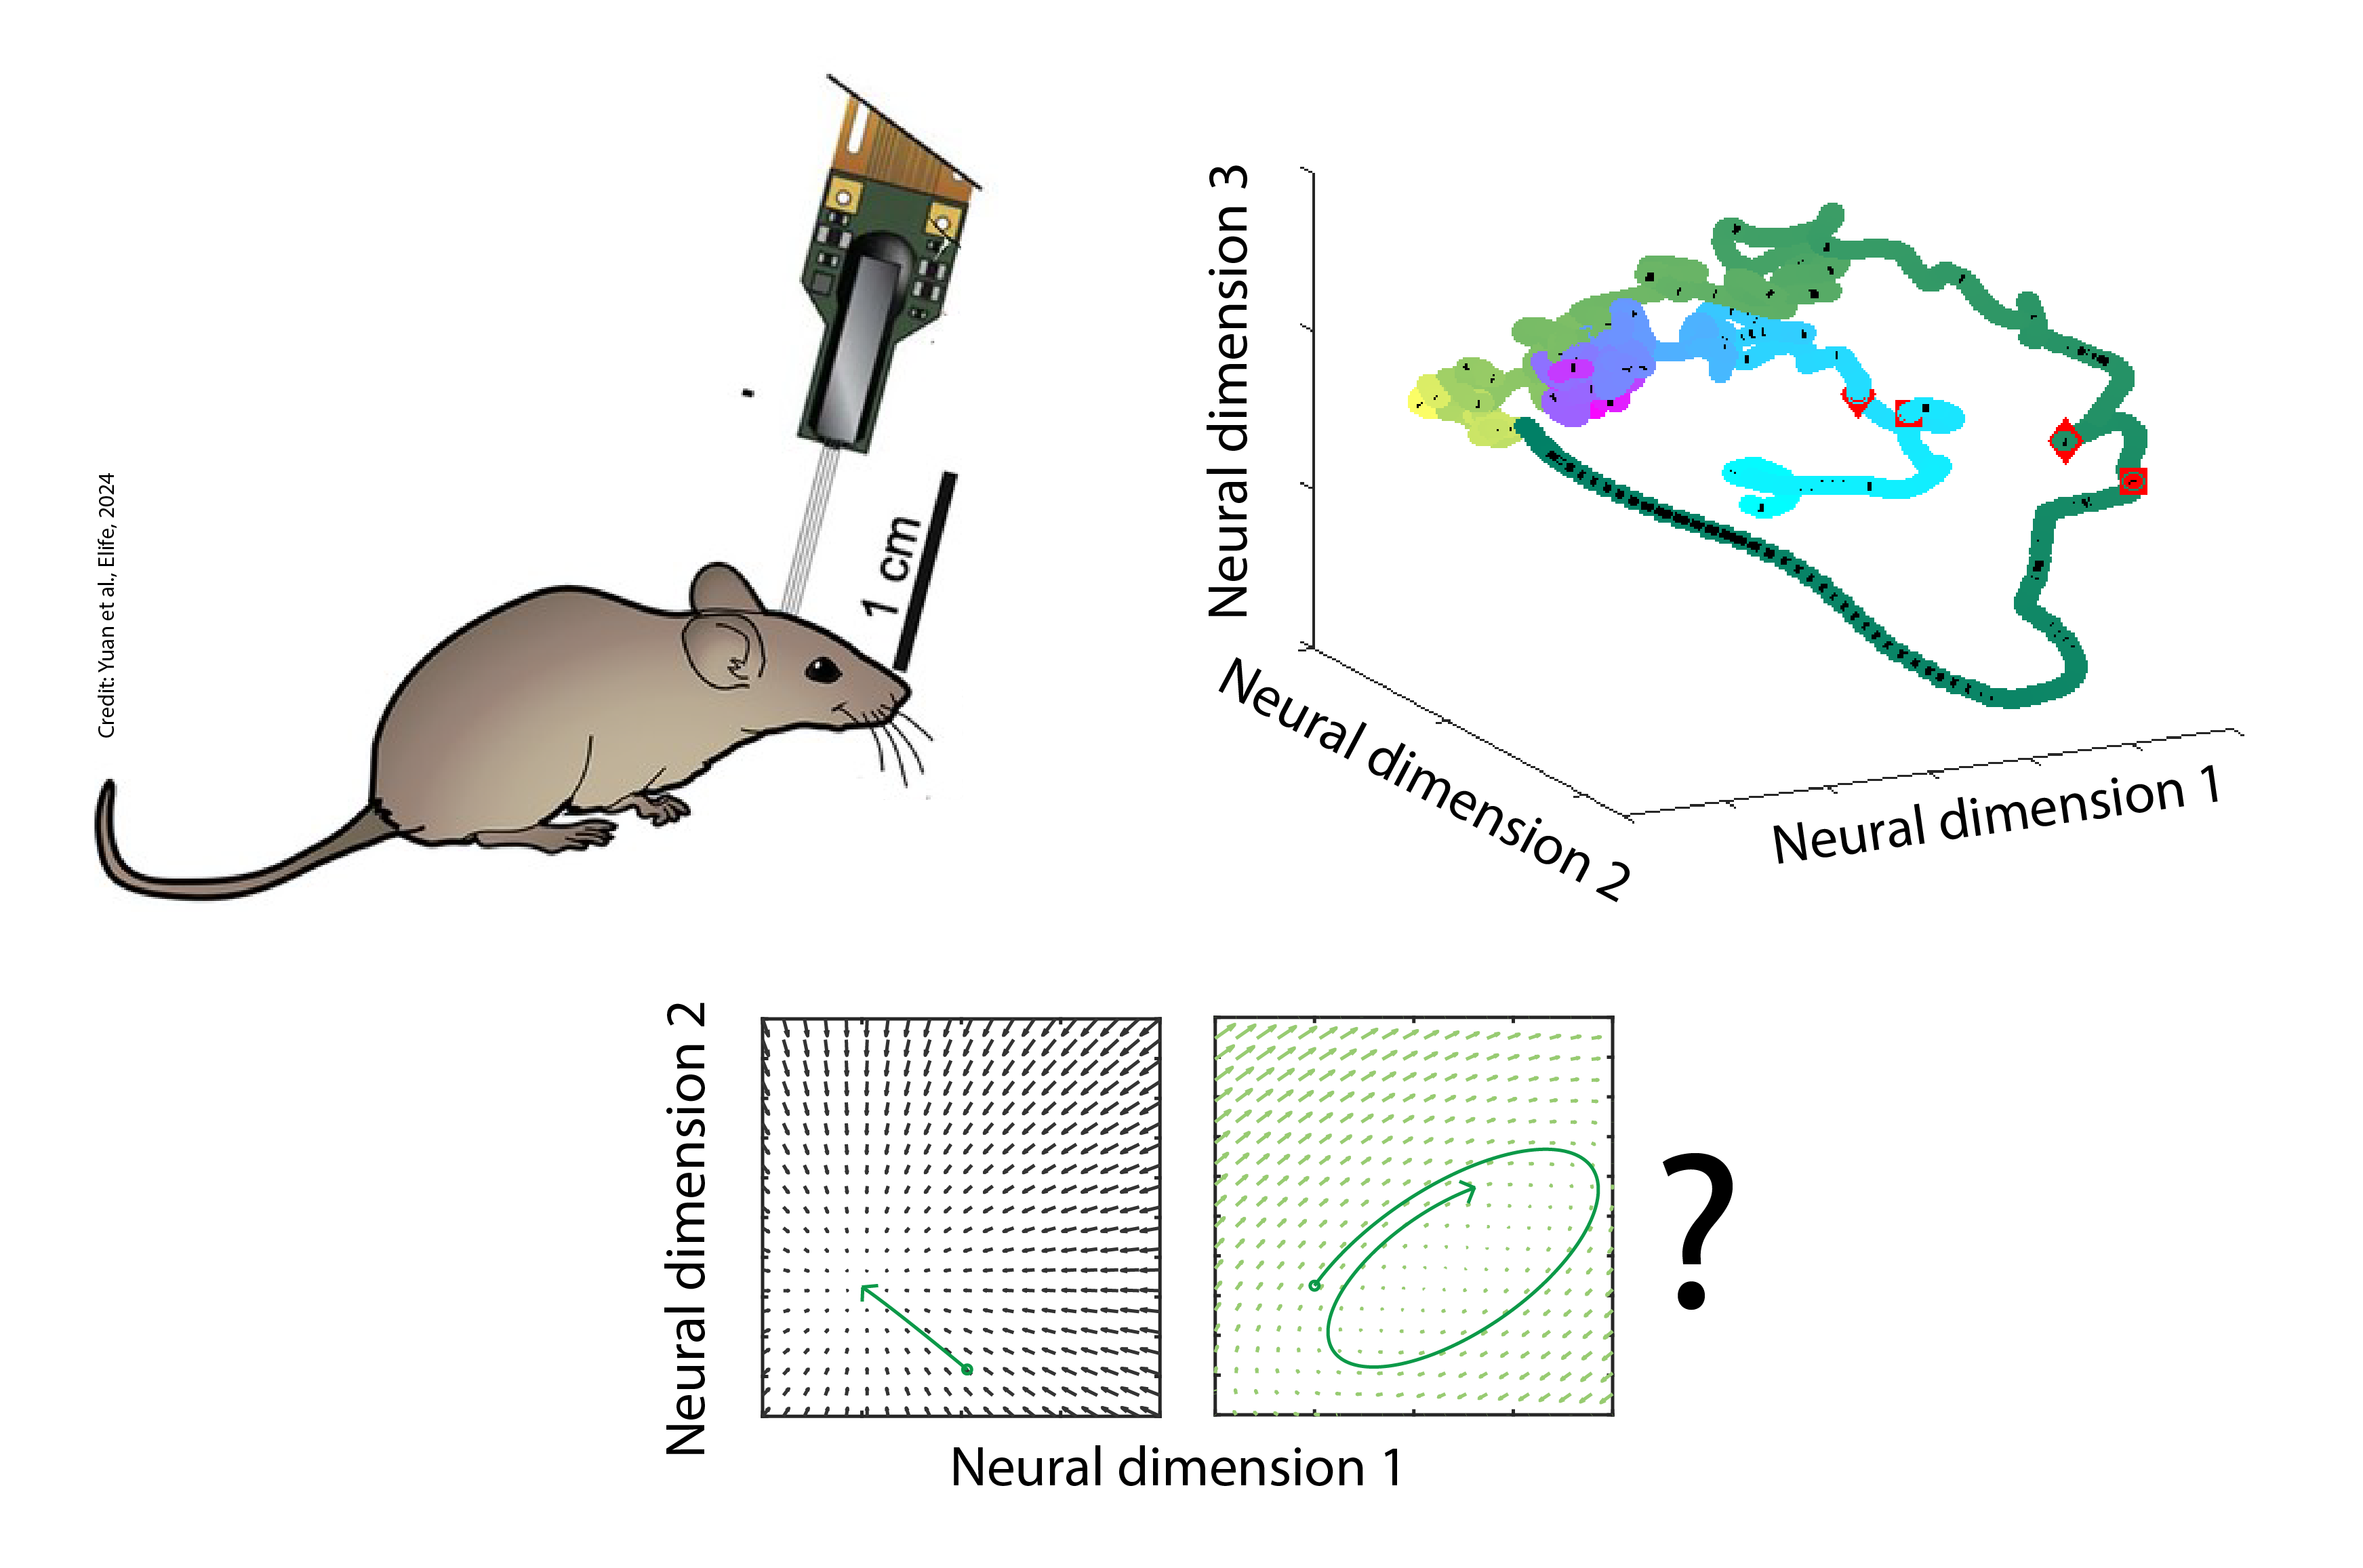 Credit: Yuan et al., Elife, 2024
1 cm
Neural dimension 3
Neural dimension 2
Neural dimension 1
Neural dimension 2
Neural dimension 1
?